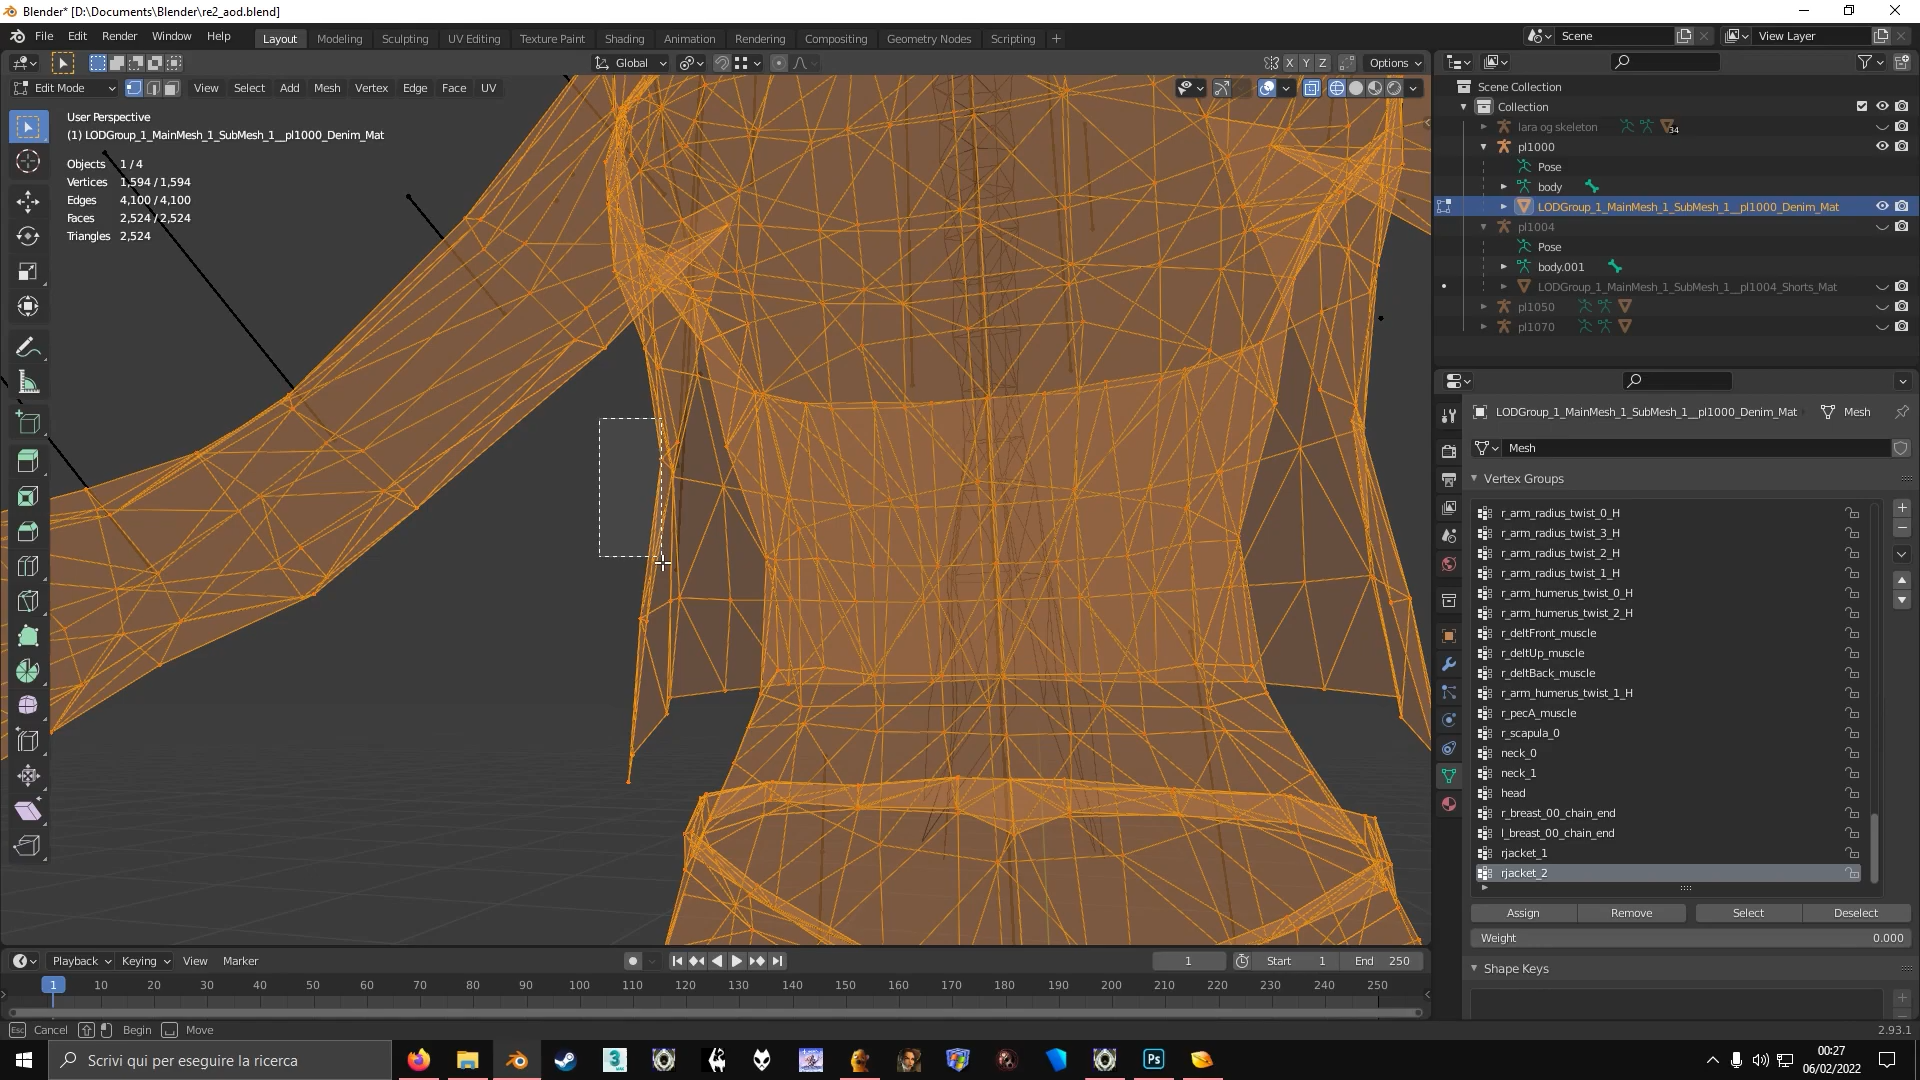 Blender* [D:\Documents\Blender\re2_aod.blend]
File Edit Render Window Help
Layout Modeling Sculpting UV Editing Texture Paint Shading Animation Rendering Compositing Geometry Nodes Scripting +
Scene
View Layer
Global
X Y Z
Options
Edit Mode
View Select Add Mesh Vertex Edge Face UV
User Perspective
(1) LODGroup_1_MainMesh_1_SubMesh_1__pl1000_Denim_Mat
Objects 1 / 4
Vertices 1,594 / 1,594
Edges 4,100 / 4,100
Faces 2,524 / 2,524
Triangles 2,524
Scene Collection
Collection
lara og skeleton 34
pl1000
Pose
body
LODGroup_1_MainMesh_1_SubMesh_1__pl1000_Denim_Mat
pl1004
Pose
body.001
LODGroup_1_MainMesh_1_SubMesh_1__pl1004_Shorts_Mat
pl1050
pl1070
LODGroup_1_MainMesh_1_SubMesh_1__pl1000_Denim_Mat Mesh
Mesh
Vertex Groups
r_arm_radius_twist_0_H
r_arm_radius_twist_3_H
r_arm_radius_twist_2_H
r_arm_radius_twist_1_H
r_arm_humerus_twist_0_H
r_arm_humerus_twist_2_H
r_deltFront_muscle
r_deltUp_muscle
r_deltBack_muscle
r_arm_humerus_twist_1_H
r_pecA_muscle
r_scapula_0
neck_0
neck_1
head
r_breast_00_chain_end
l_breast_00_chain_end
rjacket_1
rjacket_2
Assign Remove Select Deselect
Weight 0.000
Shape Keys
Playback Keying View Marker
1
Start 1
End 250
1 10 20 30 40 50 60 70 80 90 100 110 120 130 140 150 160 170 180 190 200 210 220 230 240 250
Esc Cancel Begin Move
2.93.1
Scrivi qui per eseguire la ricerca
3
Ps
00:27
06/02/2022